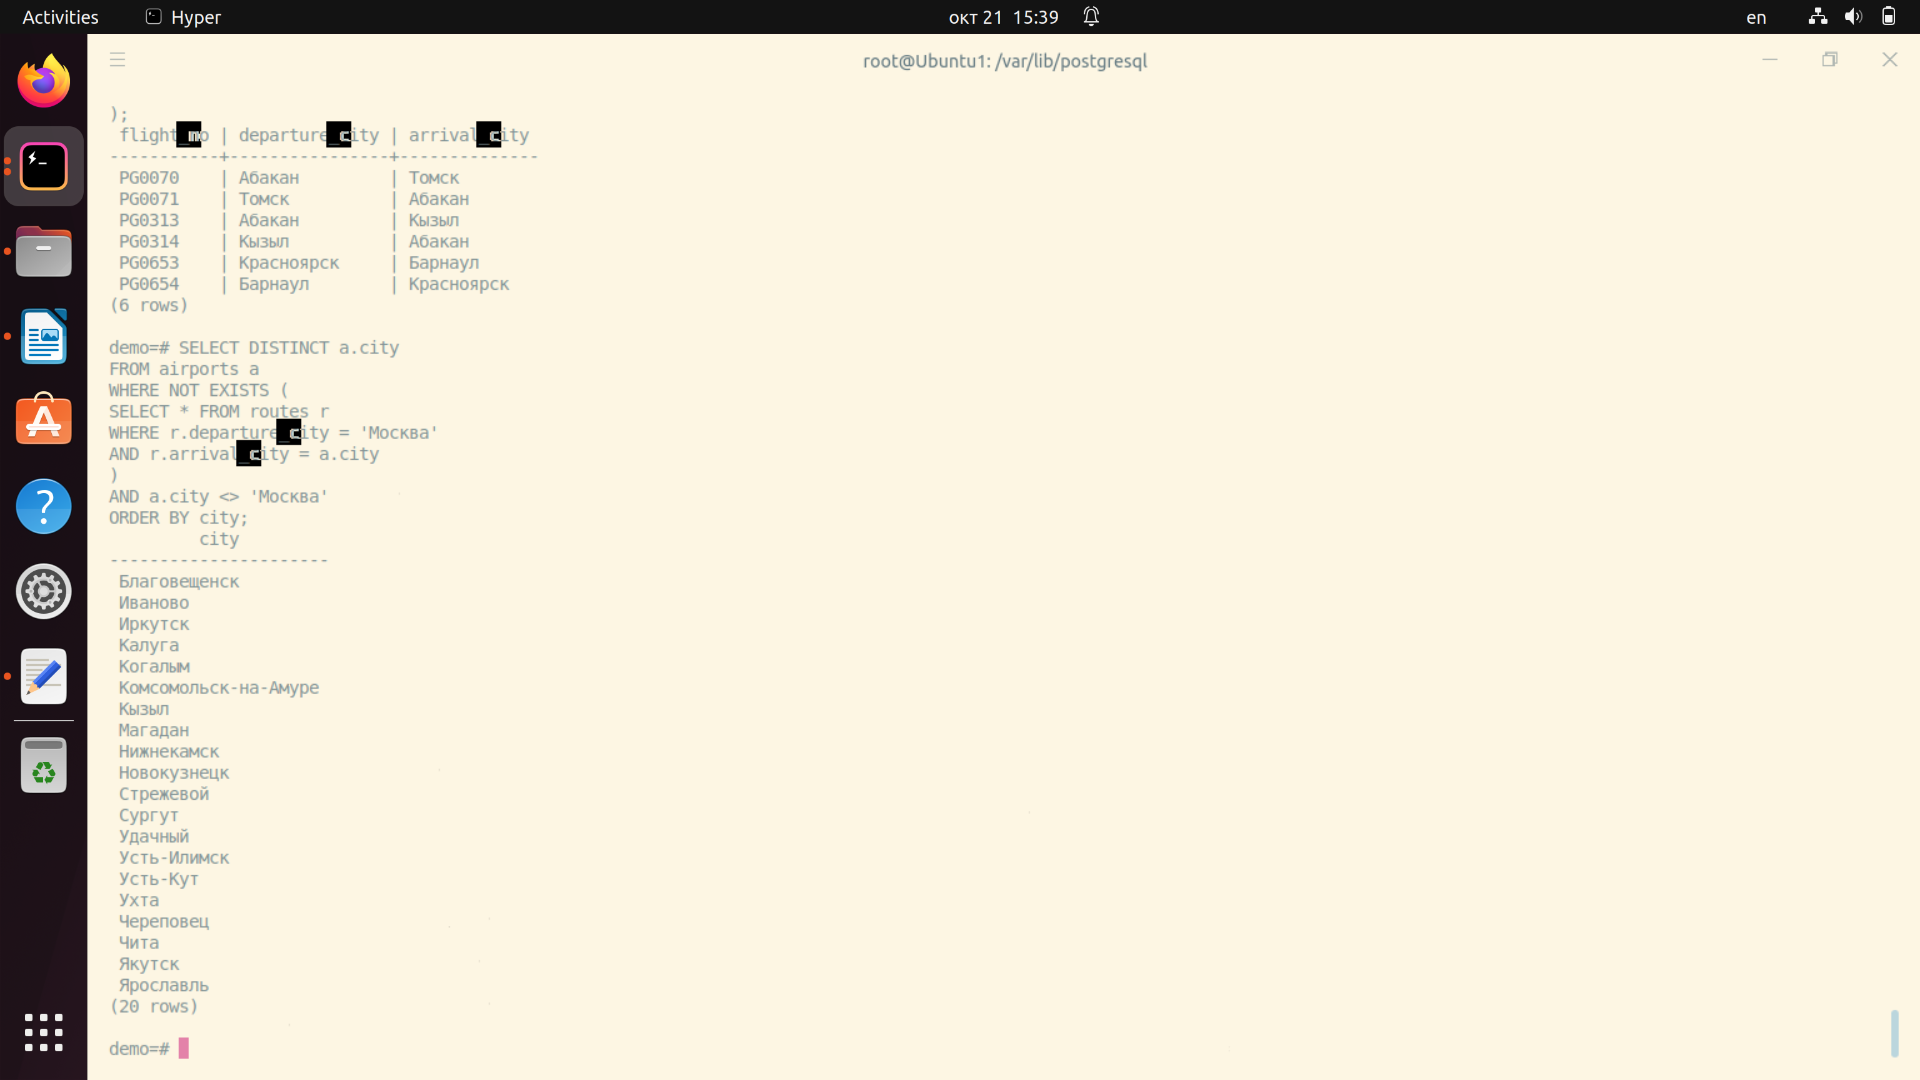 Activities Hyper окт 21 15:39 en
root@Ubuntu1: /var/lib/postgresql
);
flight_no | departure_city | arrival_city
-----------+----------------+--------------
PG0070 | Абакан | Томск
PG0071 | Томск | Абакан
PG0313 | Абакан | Кызыл
PG0314 | Кызыл | Абакан
PG0653 | Красноярск | Барнаул
PG0654 | Барнаул | Красноярск
(6 rows)
demo=# SELECT DISTINCT a.city
FROM airports a
WHERE NOT EXISTS (
SELECT * FROM routes r
WHERE r.departure_city = 'Москва'
AND r.arrival_city = a.city
)
AND a.city <> 'Москва'
ORDER BY city;
city
----------------------
Благовещенск
Иваново
Иркутск
Калуга
Когалым
Комсомольск-на-Амуре
Кызыл
Магадан
Нижнекамск
Новокузнецк
Стрежевой
Сургут
Удачный
Усть-Илимск
Усть-Кут
Ухта
Череповец
Чита
Якутск
Ярославль
(20 rows)
demo=#